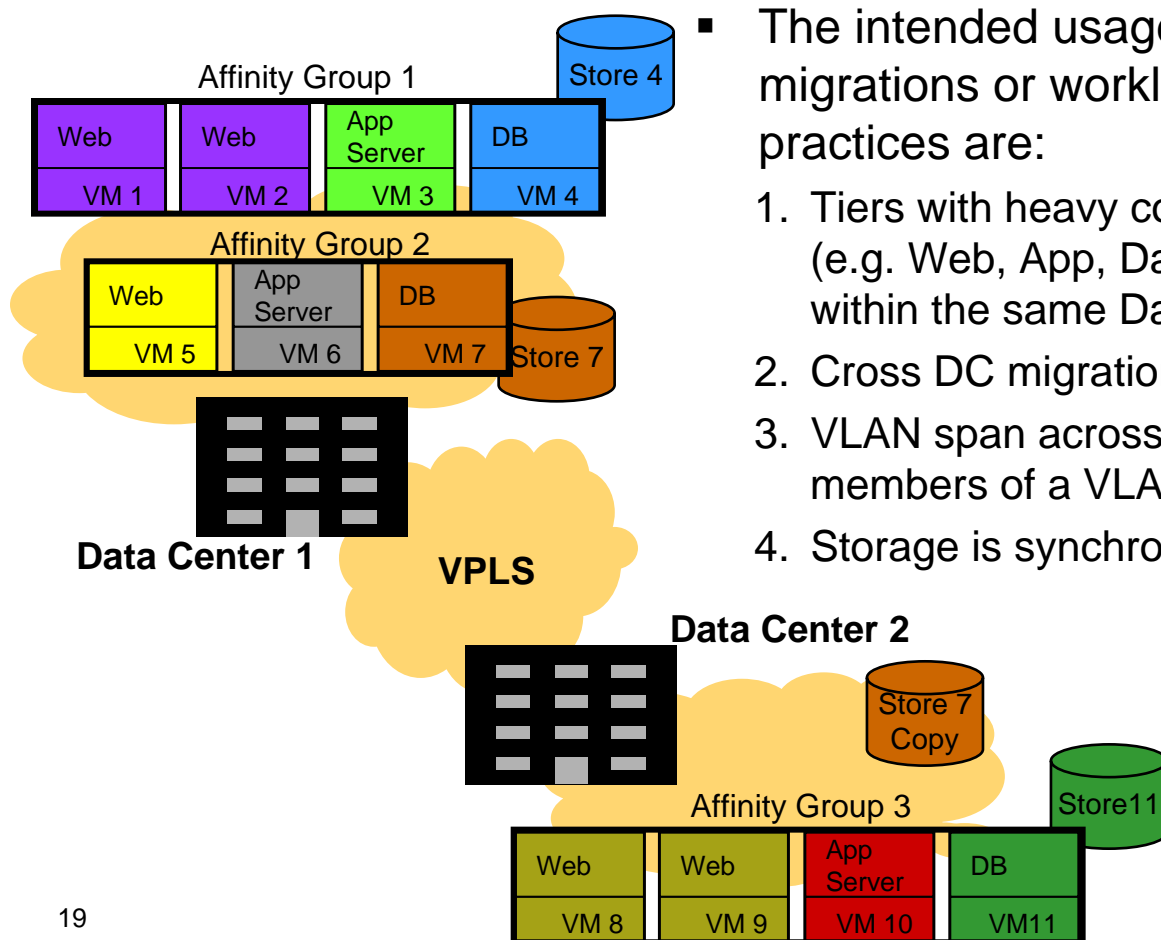 Affinity Group 1
Store 4
Web
VM 1
Web
VM 2
App
Server
VM 3
DB
VM 4
Affinity Group 2
Web
VM 5
App
Server
VM 6
DB
VM 7
Store 7
Data Center 1
VPLS
Data Center 2
Store 7
Copy
Affinity Group 3
Store11
Web
VM 8
Web
VM 9
App
Server
VM 10
DB
VM11
▪ The intended usage
migrations or workl
practices are:
1. Tiers with heavy co
(e.g. Web, App, Da
within the same Da
2. Cross DC migratio
3. VLAN span across
members of a VLA
4. Storage is synchro
19